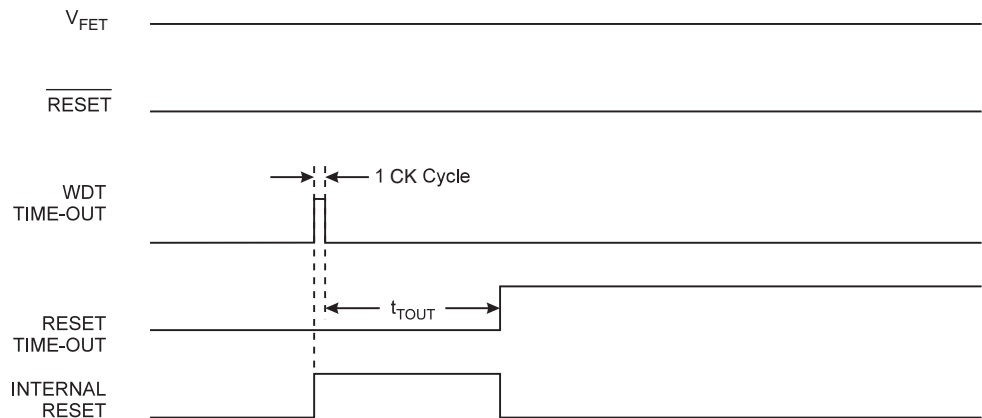 VFET
RESET
1 CK Cycle
WDT
TIME-OUT
tTOUT
RESET
TIME-OUT
INTERNAL
RESET